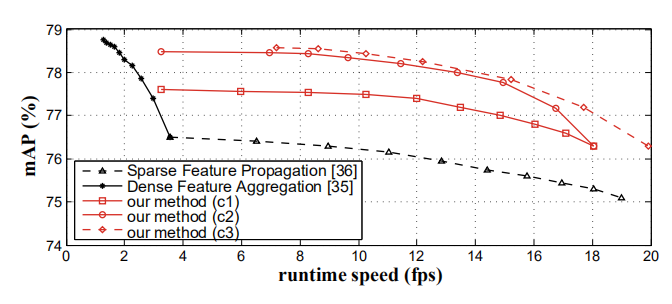 79
78
77
76
75
74
mAP (%)
Sparse Feature Propagation [36]
Dense Feature Aggregation [35]
our method (c1)
our method (c2)
our method (c3)
0 2 4 6 8 10 12 14 16 18 20
runtime speed (fps)